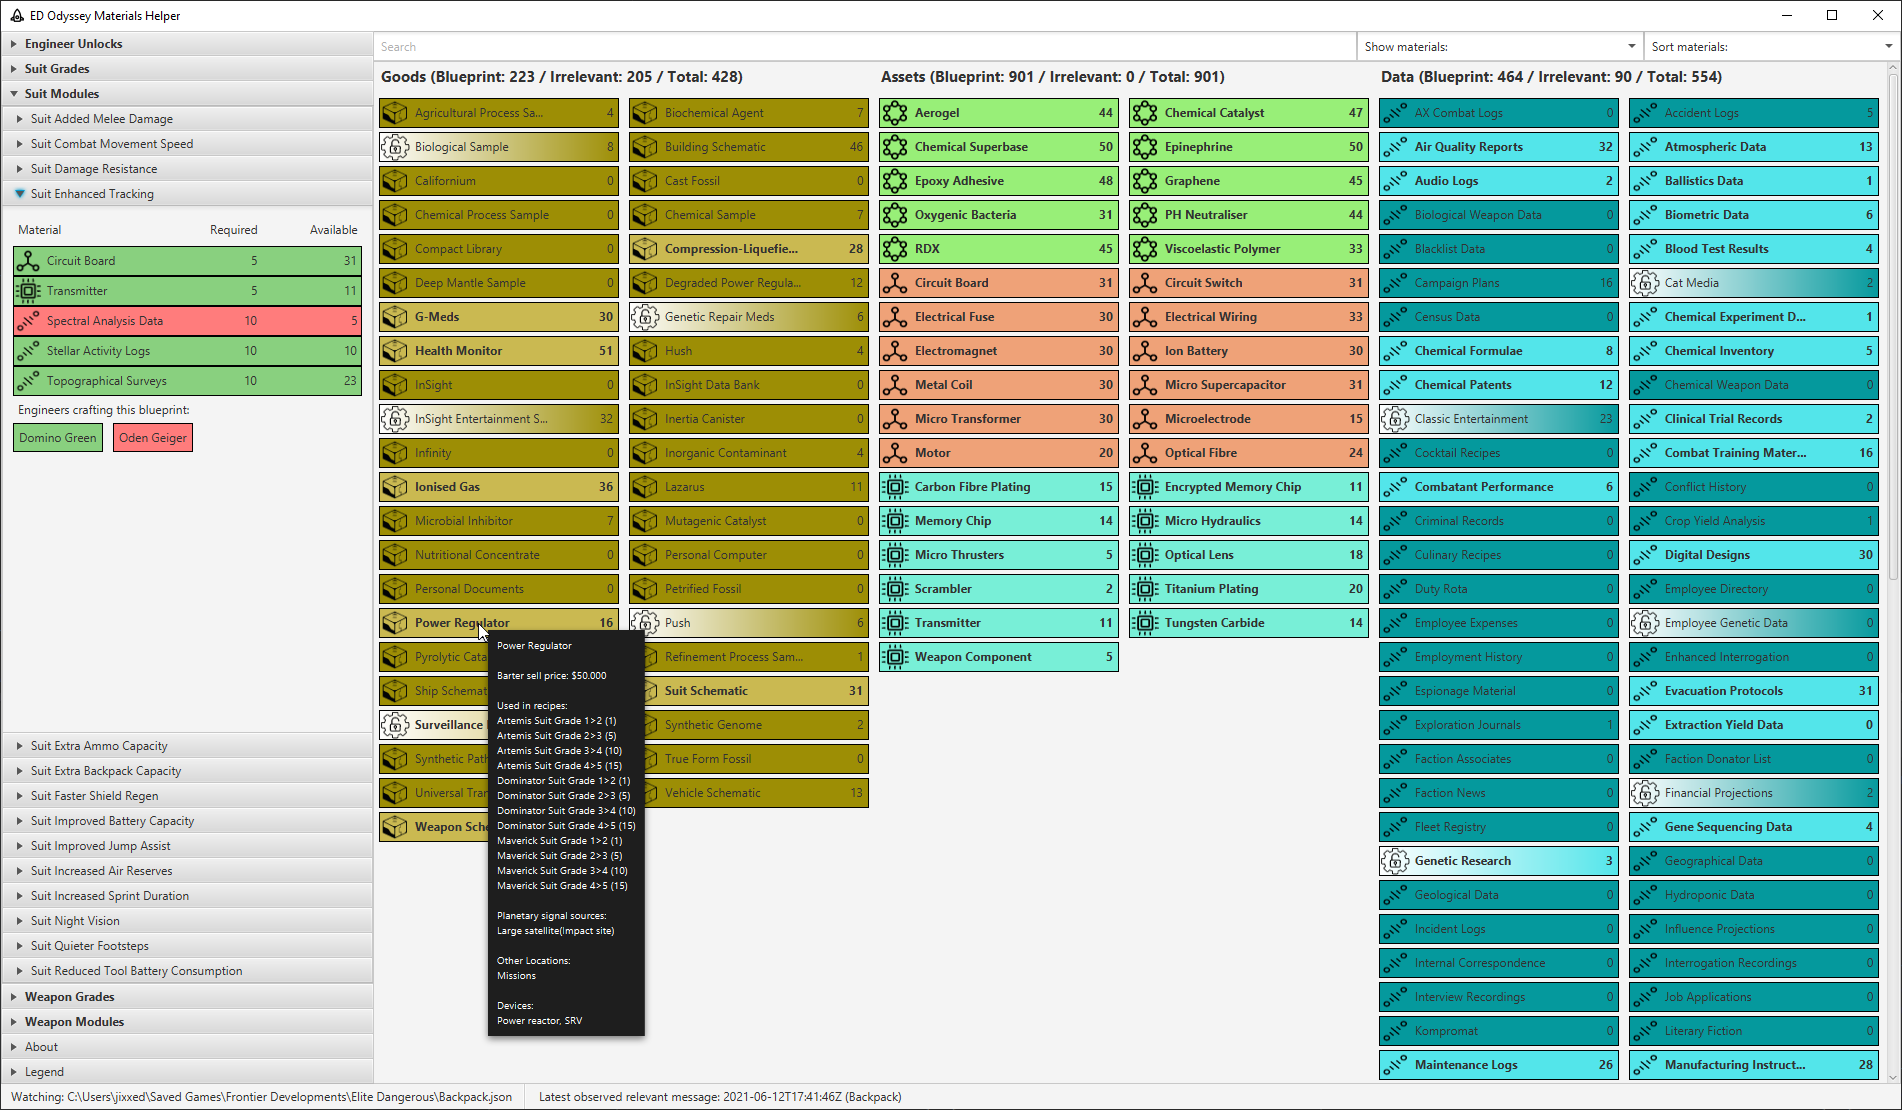 ED Odyssey Materials Helper
Engineer Unlocks
Suit Grades
Suit Modules
Suit Added Melee Damage
Suit Combat Movement Speed
Suit Damage Resistance
Suit Enhanced Tracking
Material Required Available
Circuit Board 5 31
Transmitter 5 11
Spectral Analysis Data 10 5
Stellar Activity Logs 10 10
Topographical Surveys 10 23
Engineers crafting this blueprint:
Domino Green Oden Geiger
Suit Extra Ammo Capacity
Suit Extra Backpack Capacity
Suit Faster Shield Regen
Suit Improved Battery Capacity
Suit Improved Jump Assist
Suit Increased Air Reserves
Suit Increased Sprint Duration
Suit Night Vision
Suit Quieter Footsteps
Suit Reduced Tool Battery Consumption
Weapon Grades
Weapon Modules
About
Legend
Search
Show materials:
Sort materials:
Goods (Blueprint: 223 / Irrelevant: 205 / Total: 428)
Agricultural Process Sa... 4 Biochemical Agent 7
Biological Sample 8 Building Schematic 46
Californium 0 Cast Fossil 0
Chemical Process Sample 0 Chemical Sample 7
Compact Library 0 Compression-Liquefie... 28
Deep Mantle Sample 0 Degraded Power Regula... 12
G-Meds 30 Genetic Repair Meds 6
Health Monitor 51 Hush 4
InSight 0 InSight Data Bank 0
InSight Entertainment S... 32 Inertia Canister 0
Infinity 0 Inorganic Contaminant 4
Ionised Gas 36 Lazarus 11
Microbial Inhibitor 7 Mutagenic Catalyst 0
Nutritional Concentrate 0 Personal Computer 0
Personal Documents 0 Petrified Fossil 0
Power Regulator 16 Push 6
Pyrolytic Cata Refinement Process Sam... 1
Ship Schemat Suit Schematic 31
Surveillance Synthetic Genome 2
Synthetic Path True Form Fossil 0
Universal Tran Vehicle Schematic 13
Weapon Sche
Power Regulator
Barter sell price: $50.000
Used in recipes:
Artemis Suit Grade 1>2 (1)
Artemis Suit Grade 2>3 (5)
Artemis Suit Grade 3>4 (10)
Artemis Suit Grade 4>5 (15)
Dominator Suit Grade 1>2 (1)
Dominator Suit Grade 2>3 (5)
Dominator Suit Grade 3>4 (10)
Dominator Suit Grade 4>5 (15)
Maverick Suit Grade 1>2 (1)
Maverick Suit Grade 2>3 (5)
Maverick Suit Grade 3>4 (10)
Maverick Suit Grade 4>5 (15)
Planetary signal sources:
Large satellite(Impact site)
Other Locations:
Missions
Devices:
Power reactor, SRV
Assets (Blueprint: 901 / Irrelevant: 0 / Total: 901)
Aerogel 44 Chemical Catalyst 47
Chemical Superbase 50 Epinephrine 50
Epoxy Adhesive 48 Graphene 45
Oxygenic Bacteria 31 PH Neutraliser 44
RDX 45 Viscoelastic Polymer 33
Circuit Board 31 Circuit Switch 31
Electrical Fuse 30 Electrical Wiring 33
Electromagnet 30 Ion Battery 30
Metal Coil 30 Micro Supercapacitor 31
Micro Transformer 30 Microelectrode 15
Motor 20 Optical Fibre 24
Carbon Fibre Plating 15 Encrypted Memory Chip 11
Memory Chip 14 Micro Hydraulics 14
Micro Thrusters 5 Optical Lens 18
Scrambler 2 Titanium Plating 20
Transmitter 11 Tungsten Carbide 14
Weapon Component 5
Data (Blueprint: 464 / Irrelevant: 90 / Total: 554)
AX Combat Logs 0 Accident Logs 5
Air Quality Reports 32 Atmospheric Data 13
Audio Logs 2 Ballistics Data 1
Biological Weapon Data 0 Biometric Data 6
Blacklist Data 0 Blood Test Results 4
Campaign Plans 16 Cat Media 2
Census Data 0 Chemical Experiment D... 1
Chemical Formulae 8 Chemical Inventory 5
Chemical Patents 12 Chemical Weapon Data 0
Classic Entertainment 23 Clinical Trial Records 2
Cocktail Recipes 0 Combat Training Mater... 16
Combatant Performance 6 Conflict History 0
Criminal Records 0 Crop Yield Analysis 1
Culinary Recipes 0 Digital Designs 30
Duty Rota 0 Employee Directory 0
Employee Expenses 0 Employee Genetic Data 0
Employment History 0 Enhanced Interrogation 0
Espionage Material 0 Evacuation Protocols 31
Exploration Journals 1 Extraction Yield Data 0
Faction Associates 0 Faction Donator List 0
Faction News 0 Financial Projections 2
Fleet Registry 0 Gene Sequencing Data 4
Genetic Research 3 Geographical Data 0
Geological Data 0 Hydroponic Data 0
Incident Logs 0 Influence Projections 0
Internal Correspondence 0 Interrogation Recordings 0
Interview Recordings 0 Job Applications 0
Kompromat 0 Literary Fiction 0
Maintenance Logs 26 Manufacturing Instruct... 28
Watching: C:\Users\jixxed\Saved Games\Frontier Developments\Elite Dangerous\Backpack.json
Latest observed relevant message: 2021-06-12T17:41:46Z (Backpack)